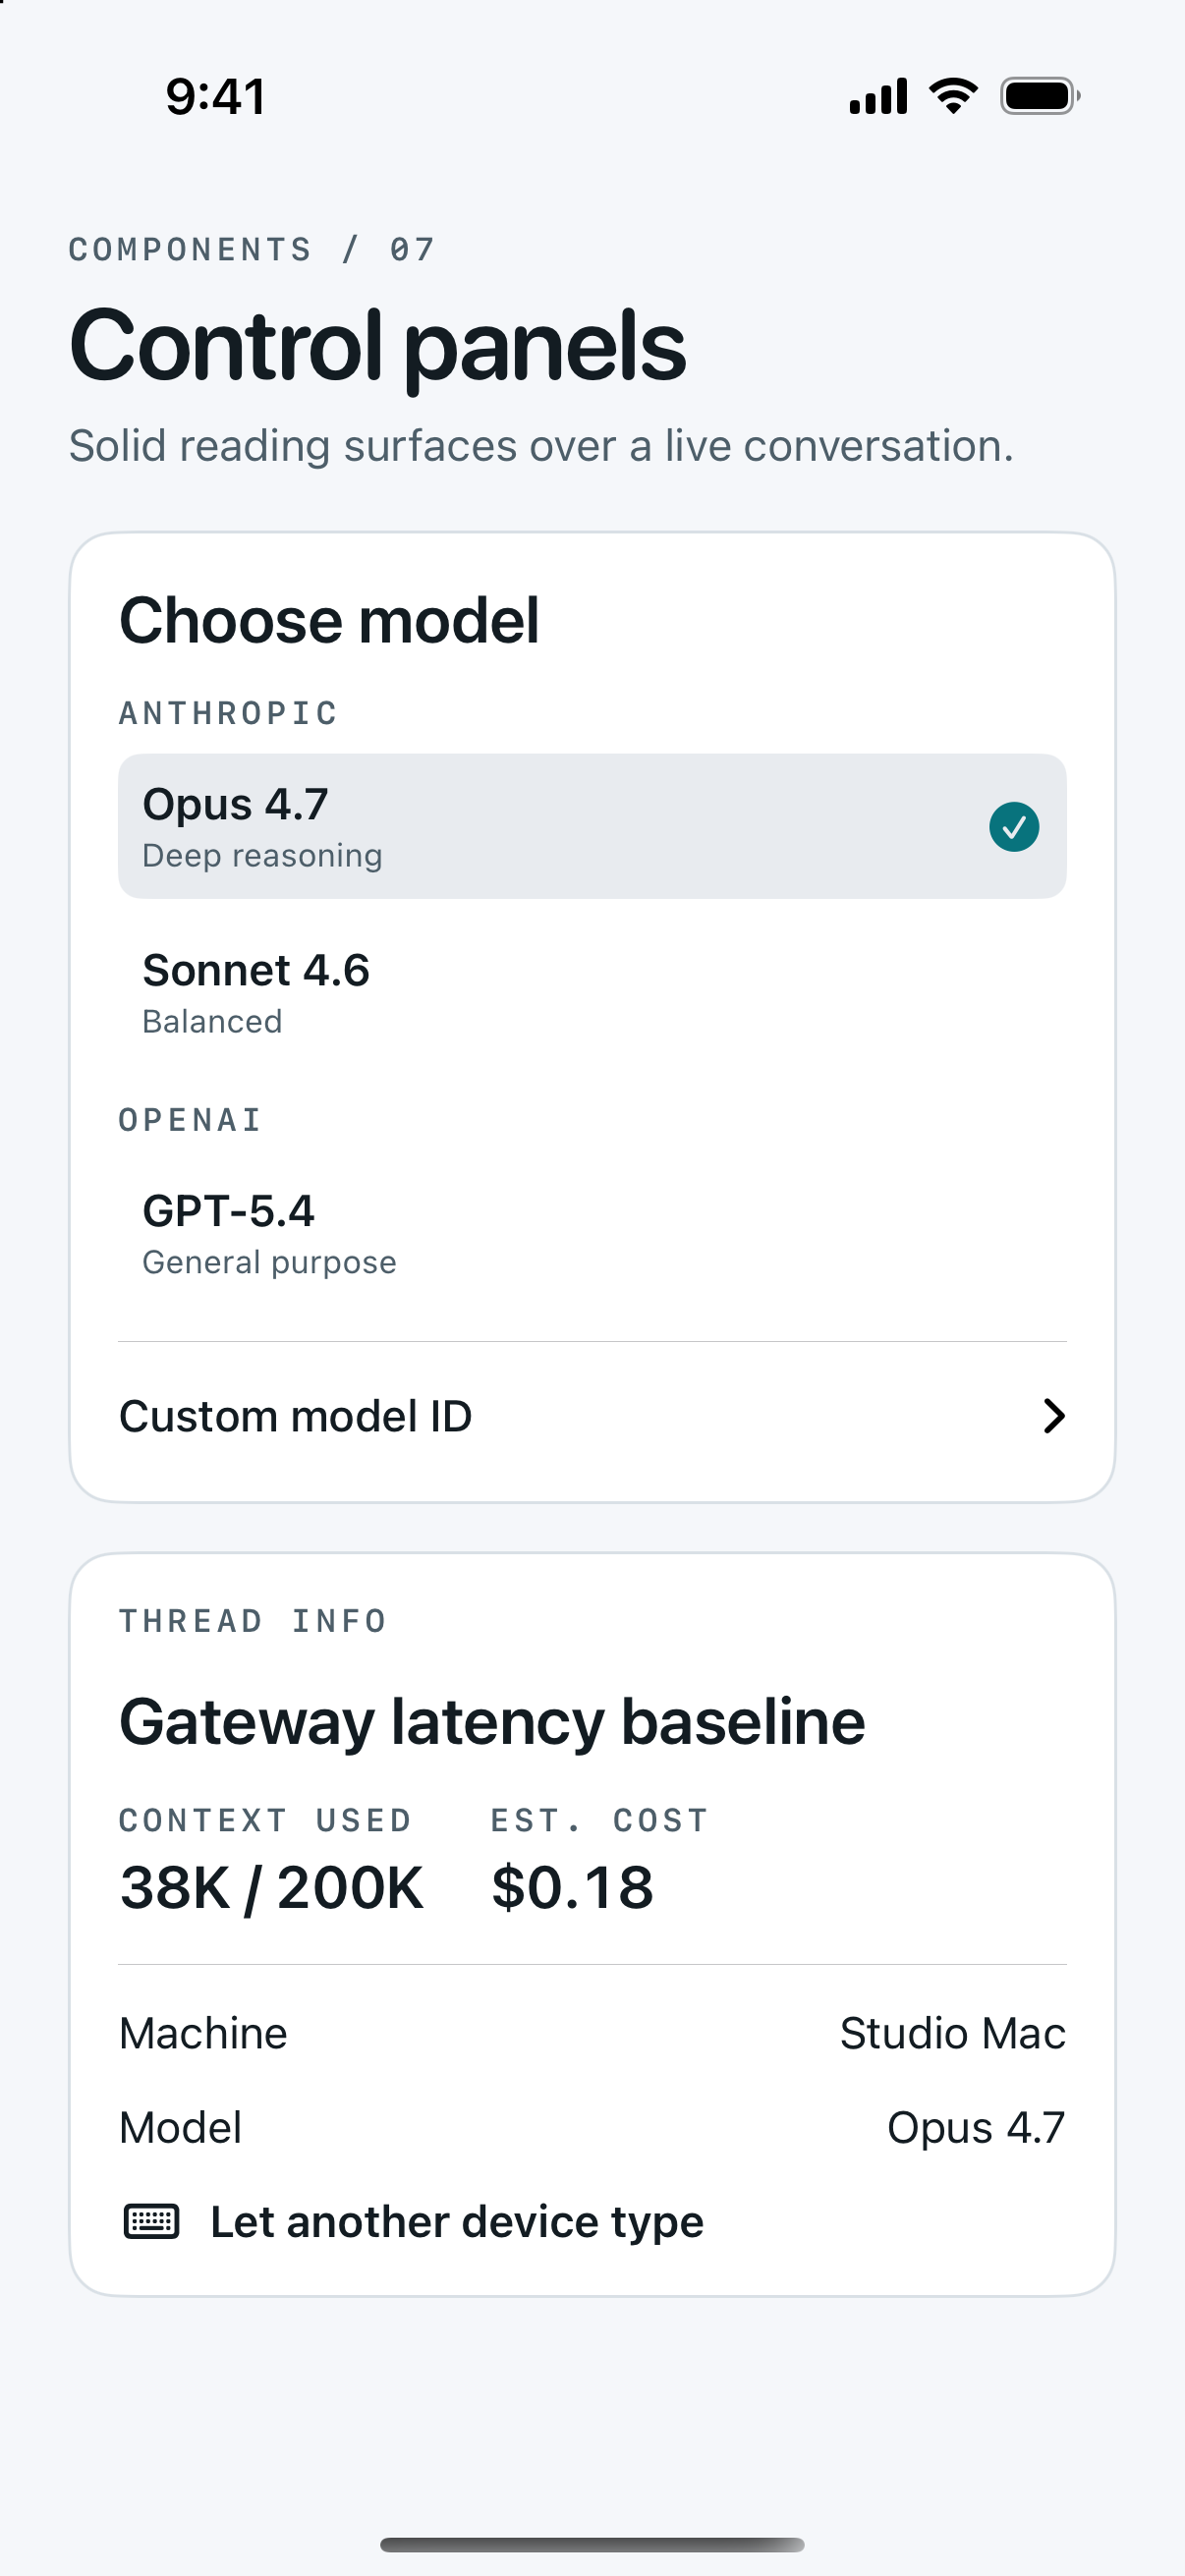 9:41
COMPONENTS / 07
Control panels
Solid reading surfaces over a live conversation.
Choose model
ANTHROPIC
Opus 4.7
Deep reasoning
Sonnet 4.6
Balanced
OPENAI
GPT-5.4
General purpose
Custom model ID
THREAD INFO
Gateway latency baseline
CONTEXT USED EST. COST
38K / 200K $0.18
Machine Studio Mac
Model Opus 4.7
Let another device type